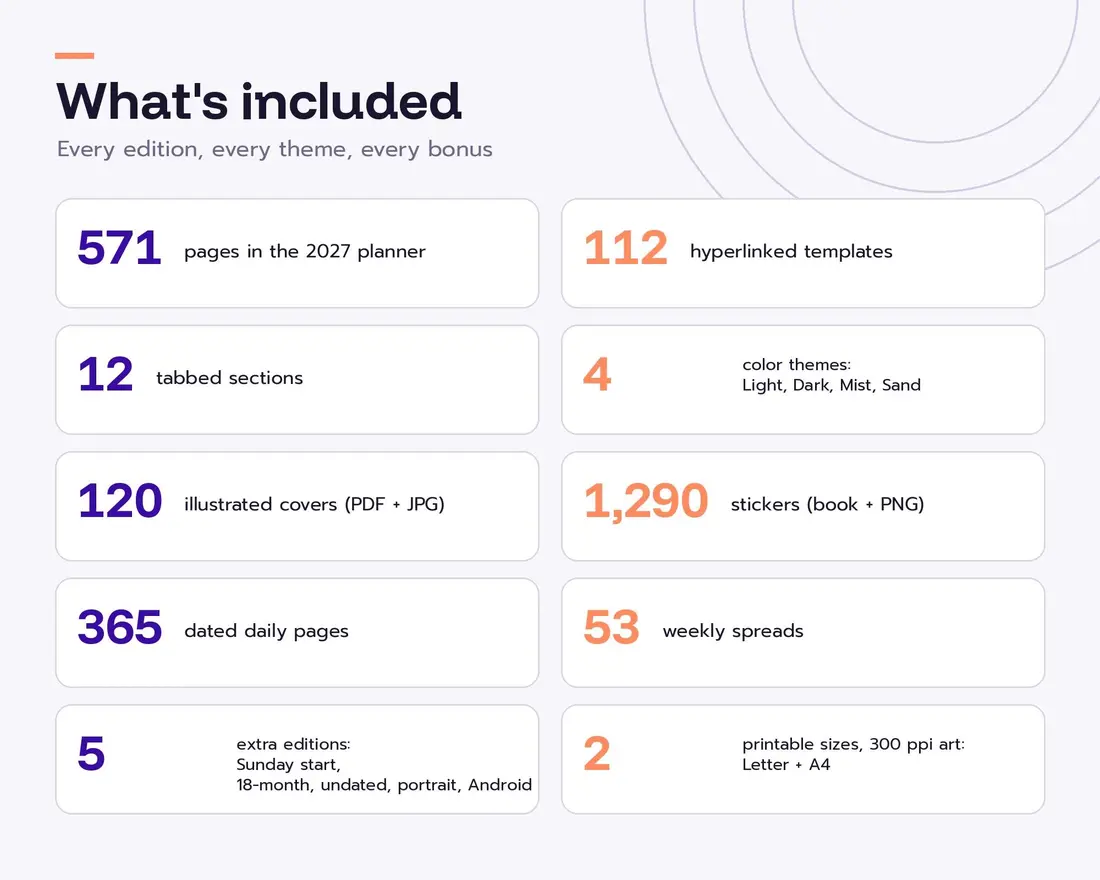 What's included
Every edition, every theme, every bonus
571 pages in the 2027 planner
112 hyperlinked templates
12 tabbed sections
4 color themes:
Light, Dark, Mist, Sand
120 illustrated covers (PDF + JPG)
1,290 stickers (book + PNG)
365 dated daily pages
53 weekly spreads
5 extra editions:
Sunday start,
18-month, undated, portrait, Android
2 printable sizes, 300 ppi art:
Letter + A4